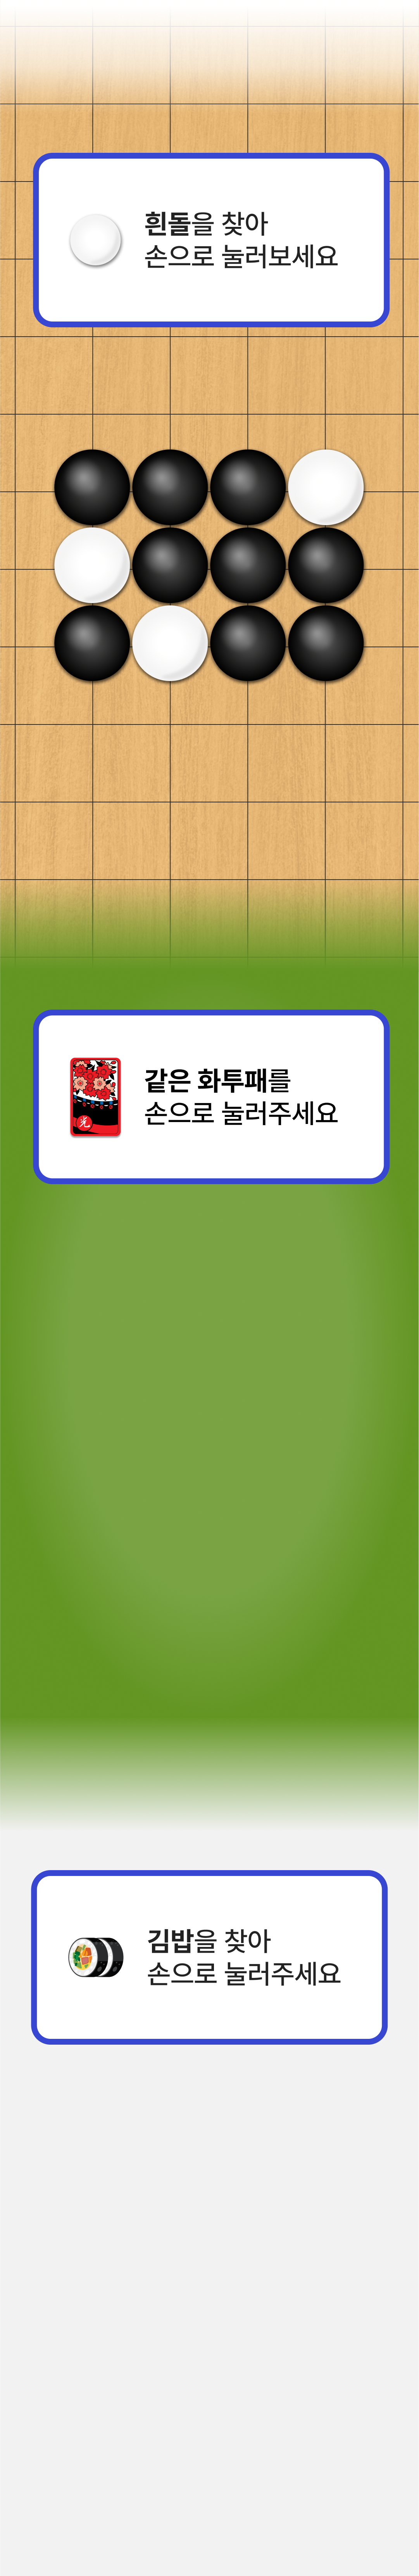 흰돌을 찾아
손으로 눌러보세요
光
같은 화투패를
손으로 눌러주세요
김밥을 찾아
손으로 눌러주세요